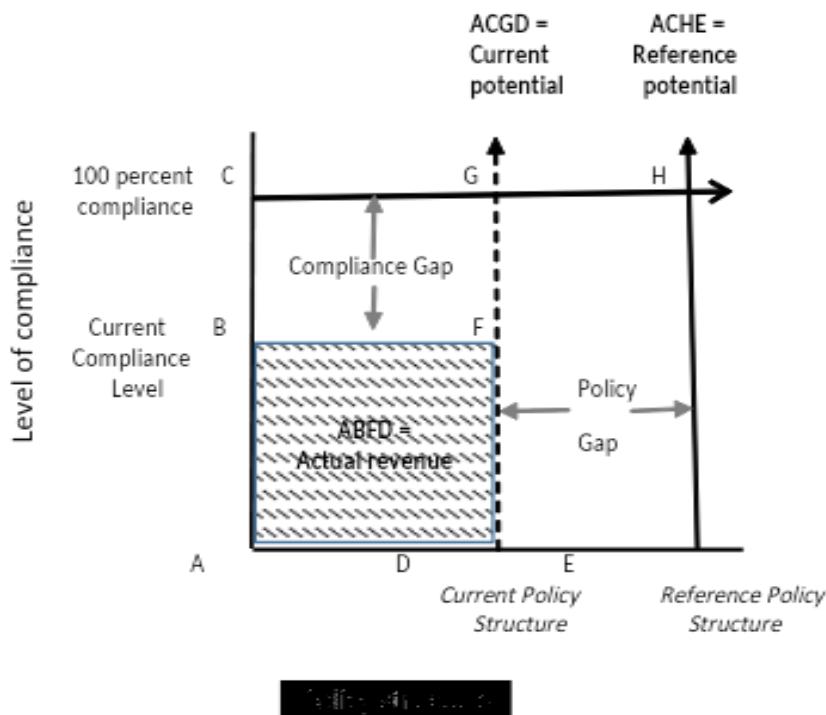 ACGD =
Current
potential
ACHE =
Reference
potential
100 percent
compliance
C
G
H
Compliance Gap
Level of compliance
Current
Compliance
Level
B
F
Policy
Gap
ABFD =
Actual revenue
A
D
E
Current Policy
Structure
Reference Policy
Structure